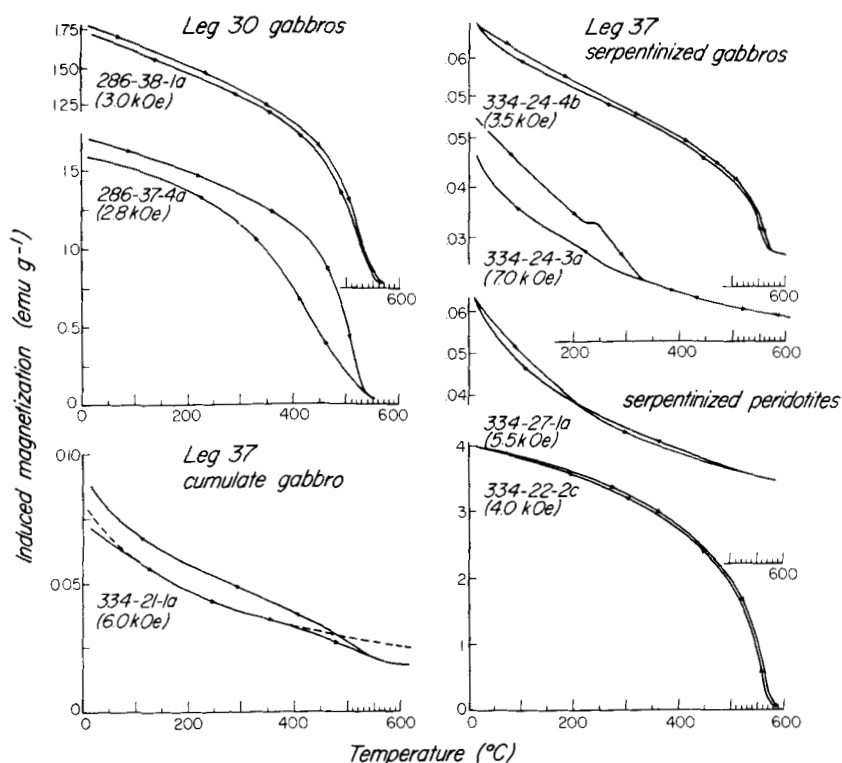 Leg 30 gabbros
1.75
1.50
1.25
286-38-1a
(3.0 kOe)
600
1.5
1.0
0.5
0
286-37-4a
(2.8 kOe)
0 200 400 600
Leg 37
serpentinized gabbros
.06
.05
334-24-4b
(3.5 kOe)
.05
.04
.03
600
334-24-3a
(7.0 kOe)
200 400 600
serpentinized peridotites
.06
.05
.04
334-27-1a
(5.5 kOe)
600
4
3
2
1
0
334-22-2c
(4.0 kOe)
0 200 400 600
Leg 37
cumulate gabbro
0.10
0.05
0.00
334-21-1a
(6.0 kOe)
0 200 400 600
Induced magnetization (emu g⁻¹)
Temperature (°C)